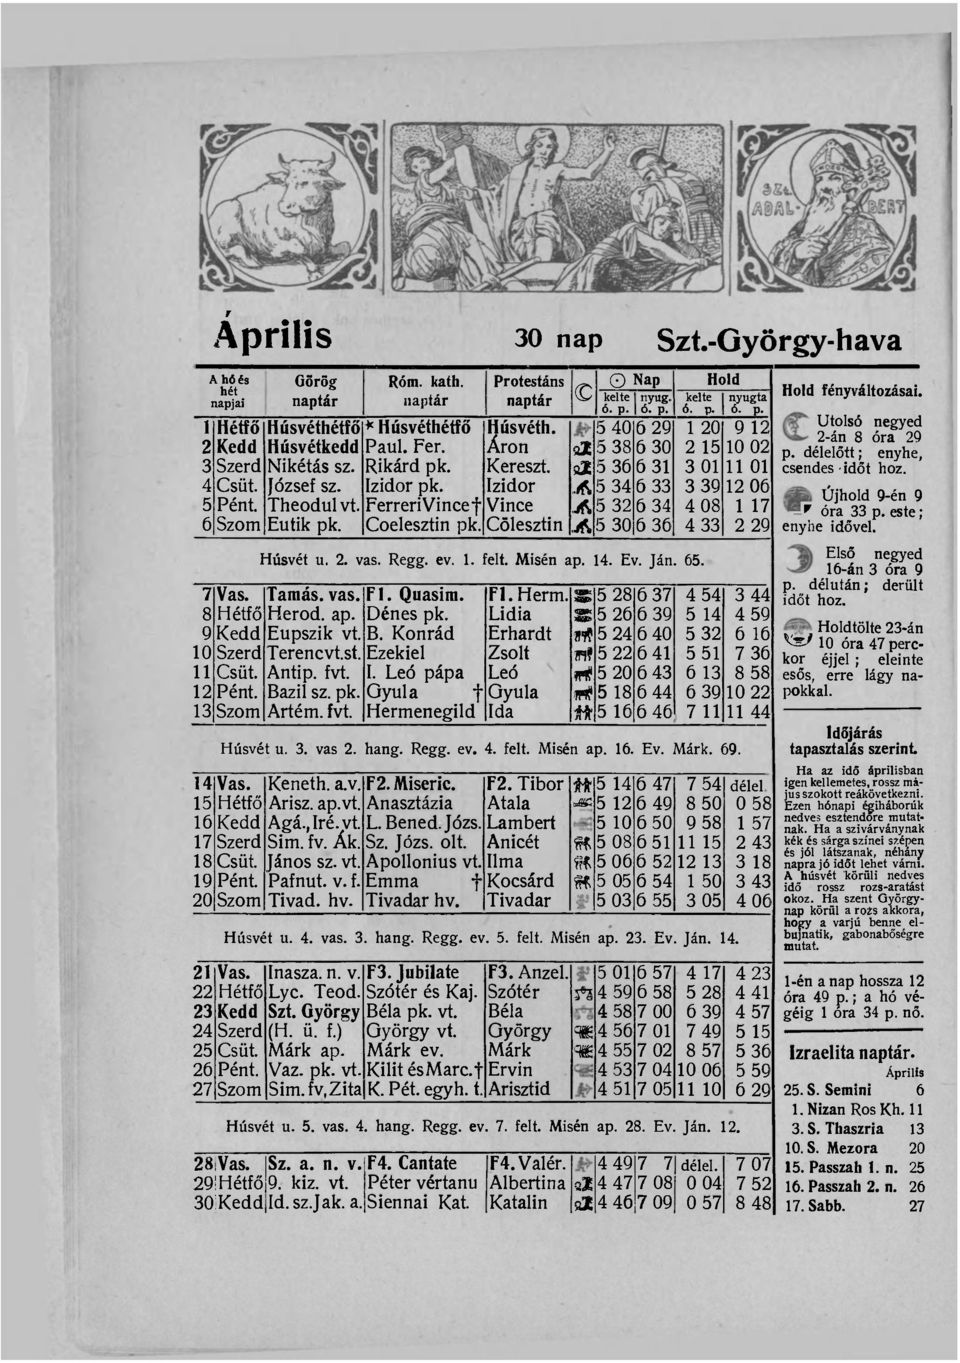 SZt.
ADAL-BERT
Április 30 nap Szt.-György-hava
A hó és hét napjai | Görög naptár | Róm. kath. naptár | Protestáns naptár | ☾ | ☉ Nap kelte ó. p. | nyug. ó. p. | Hold kelte ó. p. | nyugta ó. p.
1 Hétfő Húsvéthétfő * Húsvéthétfő Húsvéth. 5 40 6 29 1 20 9 12
2 Kedd Húsvétkedd Paul. Fer. Áron 5 38 6 30 2 15 10 02
3 Szerd Nikétás sz. Rikárd pk. Kereszt. 5 36 6 31 3 01 11 01
4 Csüt. József sz. Izidor pk. Izidor 5 34 6 33 3 39 12 06
5 Pént. Theodul vt. Ferreri Vince † Vince 5 32 6 34 4 08 1 17
6 Szom Eutik pk. Coelesztin pk. Cölesztin 5 30 6 36 4 33 2 29
Húsvét u. 2. vas. Regg. ev. 1. felt. Misén ap. 14. Ev. Ján. 65.
7 Vas. Tamás. vas. F1. Quasim. F1. Herm. 5 28 6 37 4 54 3 44
8 Hétfő Herod. ap. Dénes pk. Lidia 5 26 6 39 5 14 4 59
9 Kedd Eupszik vt. B. Konrád Erhardt 5 24 6 40 5 32 6 16
10 Szerd Terencvt.st. Ezekiel Zsolt 5 22 6 41 5 51 7 36
11 Csüt. Antip. fvt. I. Leó pápa Leó 5 20 6 43 6 13 8 58
12 Pént. Bazil sz. pk. Gyula † Gyula 5 18 6 44 6 39 10 22
13 Szom Artém. fvt. Hermenegild Ida 5 16 6 46 7 11 11 44
Húsvét u. 3. vas 2. hang. Regg. ev. 4. felt. Misén ap. 16. Ev. Márk. 69.
14 Vas. Keneth. a.v. F2. Miseric. F2. Tibor 5 14 6 47 7 54 délel.
15 Hétfő Arisz. ap.vt. Anasztázia Atala 5 12 6 49 8 50 0 58
16 Kedd Agá., Iré. vt. L. Bened. Józs. Lambert 5 10 6 50 9 58 1 57
17 Szerd Sim. fv. Ák. Sz. Józs. olt. Anicét 5 08 6 51 11 15 2 43
18 Csüt. János sz. vt. Apollonius vt. Ilma 5 06 6 52 12 13 3 18
19 Pént. Pafnut. v. f. Emma † Kocsárd 5 05 6 54 1 50 3 43
20 Szom Tivad. hv. Tivadar hv. Tivadar 5 03 6 55 3 05 4 06
Húsvét u. 4. vas. 3. hang. Regg. ev. 5. felt. Misén ap. 23. Ev. Ján. 14.
21 Vas. Inasza. n. v. F3. Jubilate F3. Anzel. 5 01 6 57 4 17 4 23
22 Hétfő Lyc. Teod. Szótér és Kaj. Szótér 4 59 6 58 5 28 4 41
23 Kedd Szt. György Béla pk. vt. Béla 4 58 7 00 6 39 4 57
24 Szerd (H. ü. f.) György vt. György 4 56 7 01 7 49 5 15
25 Csüt. Márk ap. Márk ev. Márk 4 55 7 02 8 57 5 36
26 Pént. Vaz. pk. vt. Kilit és Marc. † Ervin 4 53 7 04 10 06 5 59
27 Szom Sim. fv, Zita K. Pét. egyh. t. Arisztid 4 51 7 05 11 10 6 29
Húsvét u. 5. vas. 4. hang. Regg. ev. 7. felt. Misén ap. 28. Ev. Ján. 12.
28 Vas. Sz. a. n. v. F4. Cantate F4. Valér. 4 49 7 7 délel. 7 07
29 Hétfő 9. kiz. vt. Péter vértanu Albertina 4 47 7 08 0 04 7 52
30 Kedd Id. sz. Jak. a. Siennai Kat. Katalin 4 46 7 09 0 57 8 48
Hold fényváltozásai.
Utolsó negyed
2-án 8 óra 29
p. délelőtt; enyhe,
csendes időt hoz.
Újhold 9-én 9
óra 33 p. este;
enyhe idővel.
Első negyed
16-án 3 óra 9
p. délután; derült
időt hoz.
Holdtölte 23-án
10 óra 47 perc-
kor éjjel; eleinte
esős, erre lágy na-
pokkal.
Időjárás
tapasztalás szerint.
Ha az idő áprilisban
igen kellemetes, rossz má-
jus szokott reákövetkezni.
Ezen hónapi égiháborúk
nedves esztendőre mutat-
nak. Ha a szivárványnak
kék és sárga színei szépen
és jól látszanak, néhány
napra jó időt lehet várni.
A húsvét körüli nedves
idő rossz rozs-aratást
okoz. Ha szent György-
nap körül a rozs akkora,
hogy a varjú benne el-
bujhatik, gabonabőségre
mutat.
1-én a nap hossza 12
óra 49 p.; a hó vé-
géig 1 óra 34 p. nő.
Izraelita naptár.
Április
25. S. Semini 6
1. Nizan Ros Kh. 11
3. S. Thaszria 13
10. S. Mezora 20
15. Passzah 1. n. 25
16. Passzah 2. n. 26
17. Sabb. 27